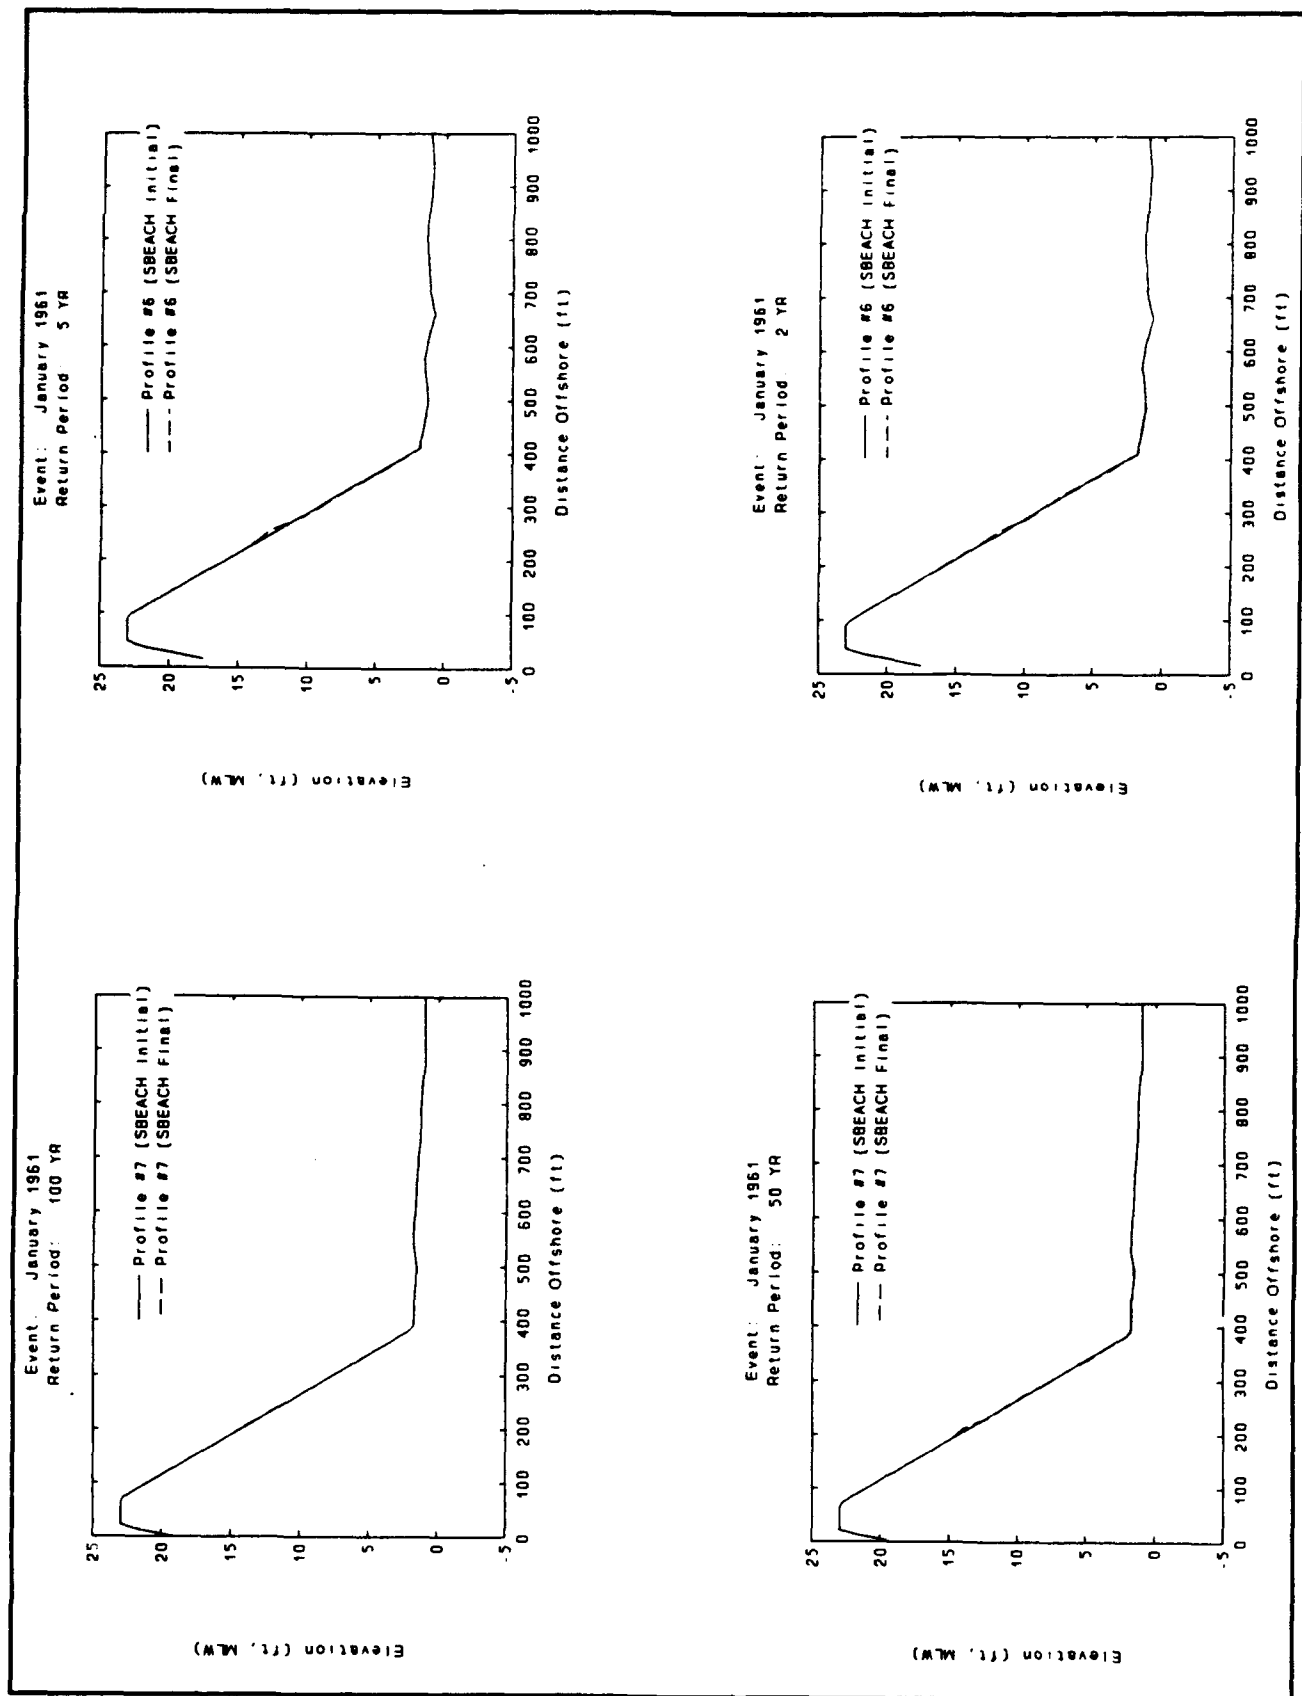 Event. January 1961
Return Period: 100 YR
Profile #7 (SBEACH Initial)
Profile #7 (SBEACH Final)
Elevation (ft, MLW)
25
20
15
10
5
0
-5
0 100 200 300 400 500 600 700 800 900 1000
Distance Offshore (ft)
Event: January 1961
Return Period 5 YR
Profile #6 (SBEACH Initial)
Profile #6 (SBEACH Final)
Elevation (ft, MLW)
25
20
15
10
5
0
-5
0 100 200 300 400 500 600 700 800 900 1000
Distance Offshore (ft)
Event: January 1961
Return Period: 50 YR
Profile #7 (SBEACH Initial)
Profile #7 (SBEACH Final)
Elevation (ft, MLW)
25
20
15
10
5
0
-5
0 100 200 300 400 500 600 700 800 900 1000
Distance Offshore (ft)
Event: January 1961
Return Period: 2 YR
Profile #6 (SBEACH Initial)
Profile #6 (SBEACH Final)
Elevation (ft, MLW)
25
20
15
10
5
0
-5
0 100 200 300 400 500 600 700 800 900 1000
Distance Offshore (ft)